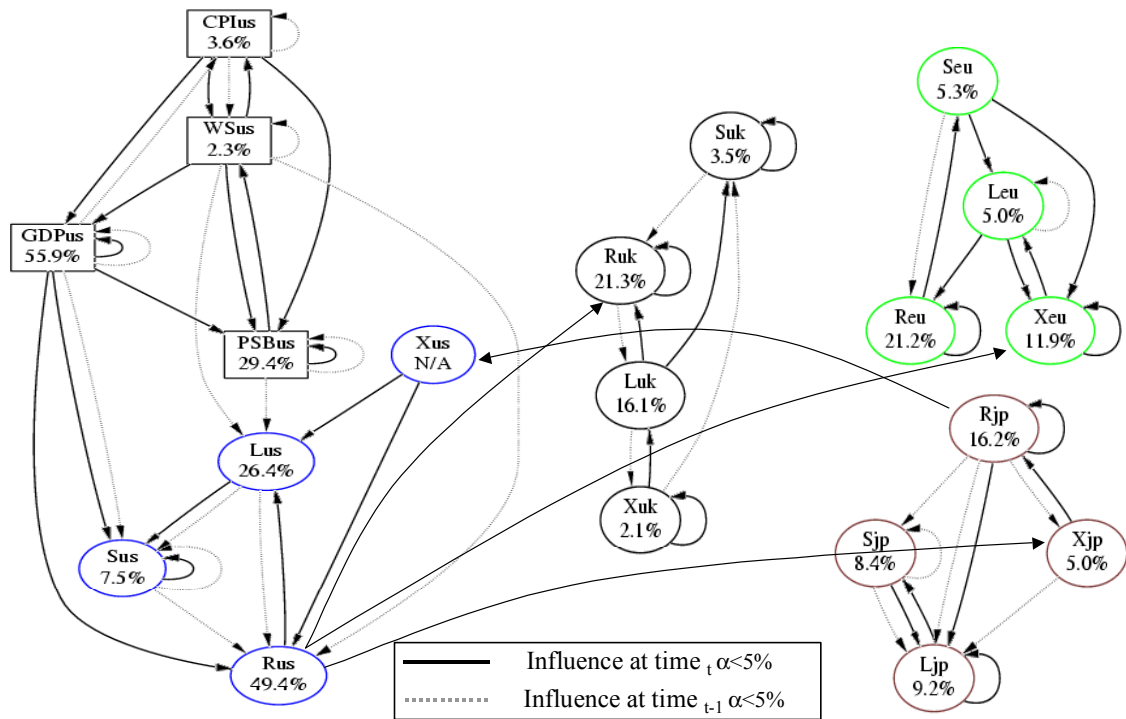 CPIus
3.6%
WSus
2.3%
GDPus
55.9%
PSBus
29.4%
Xus
N/A
Lus
26.4%
Sus
7.5%
Rus
49.4%
Suk
3.5%
Ruk
21.3%
Luk
16.1%
Xuk
2.1%
Seu
5.3%
Leu
5.0%
Reu
21.2%
Xeu
11.9%
Rjp
16.2%
Sjp
8.4%
Xjp
5.0%
Ljp
9.2%
Influence at time t α<5%
Influence at time t-1 α<5%